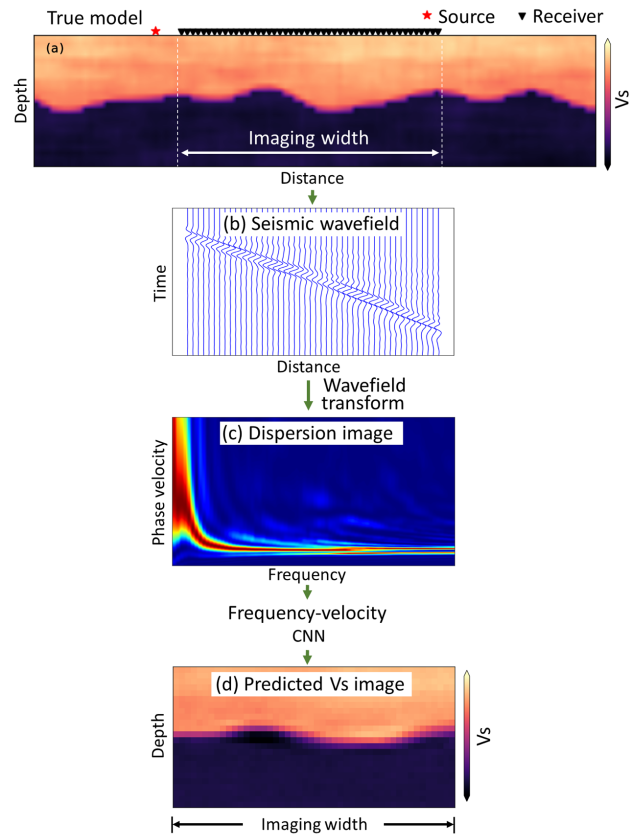 True model
Source
Receiver
(a)
Depth
Vs
Imaging width
Distance
(b) Seismic wavefield
Time
Distance
Wavefield
transform
(c) Dispersion image
Phase velocity
Frequency
Frequency-velocity
CNN
(d) Predicted Vs image
Depth
Vs
Imaging width